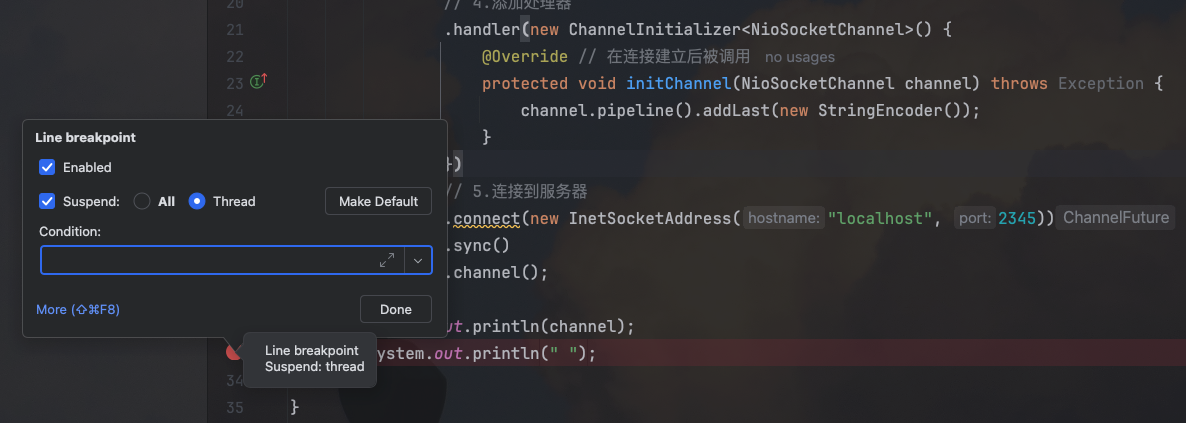 20 // 4.添加处理器
21 .handler(new ChannelInitializer<NioSocketChannel>() {
22 @Override // 在连接建立后被调用 no usages
23 protected void initChannel(NioSocketChannel channel) throws Exception {
24 channel.pipeline().addLast(new StringEncoder());
}
})
// 5.连接到服务器
.connect(new InetSocketAddress( hostname: "localhost", port: 2345)) ChannelFuture
.sync()
.channel();
ut.println(channel);
ystem.out.println(" ");
34
35 }
Line breakpoint
Enabled
Suspend: All Thread Make Default
Condition:
More (⇧⌘F8) Done
Line breakpoint
Suspend: thread